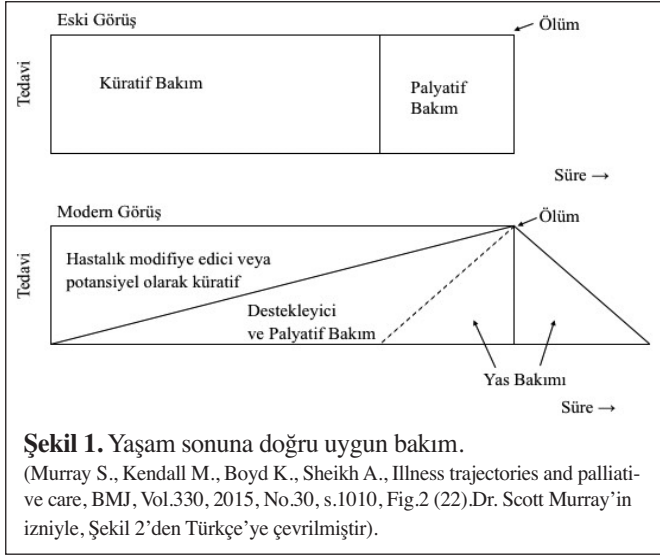 Eski Görüş
Ölüm
Tedavi
Küratif Bakım
Palyatif
Bakım
Süre →
Modern Görüş
Ölüm
Tedavi
Hastalık modifiye edici veya
potansiyel olarak küratif
Destekleyici
ve Palyatif Bakım
Yas Bakımı
Süre →
Şekil 1. Yaşam sonuna doğru uygun bakım.
(Murray S., Kendall M., Boyd K., Sheikh A., Illness trajectories and palliati-
ve care, BMJ, Vol.330, 2015, No.30, s.1010, Fig.2 (22).Dr. Scott Murray'in
izniyle, Şekil 2'den Türkçe'ye çevrilmiştir).